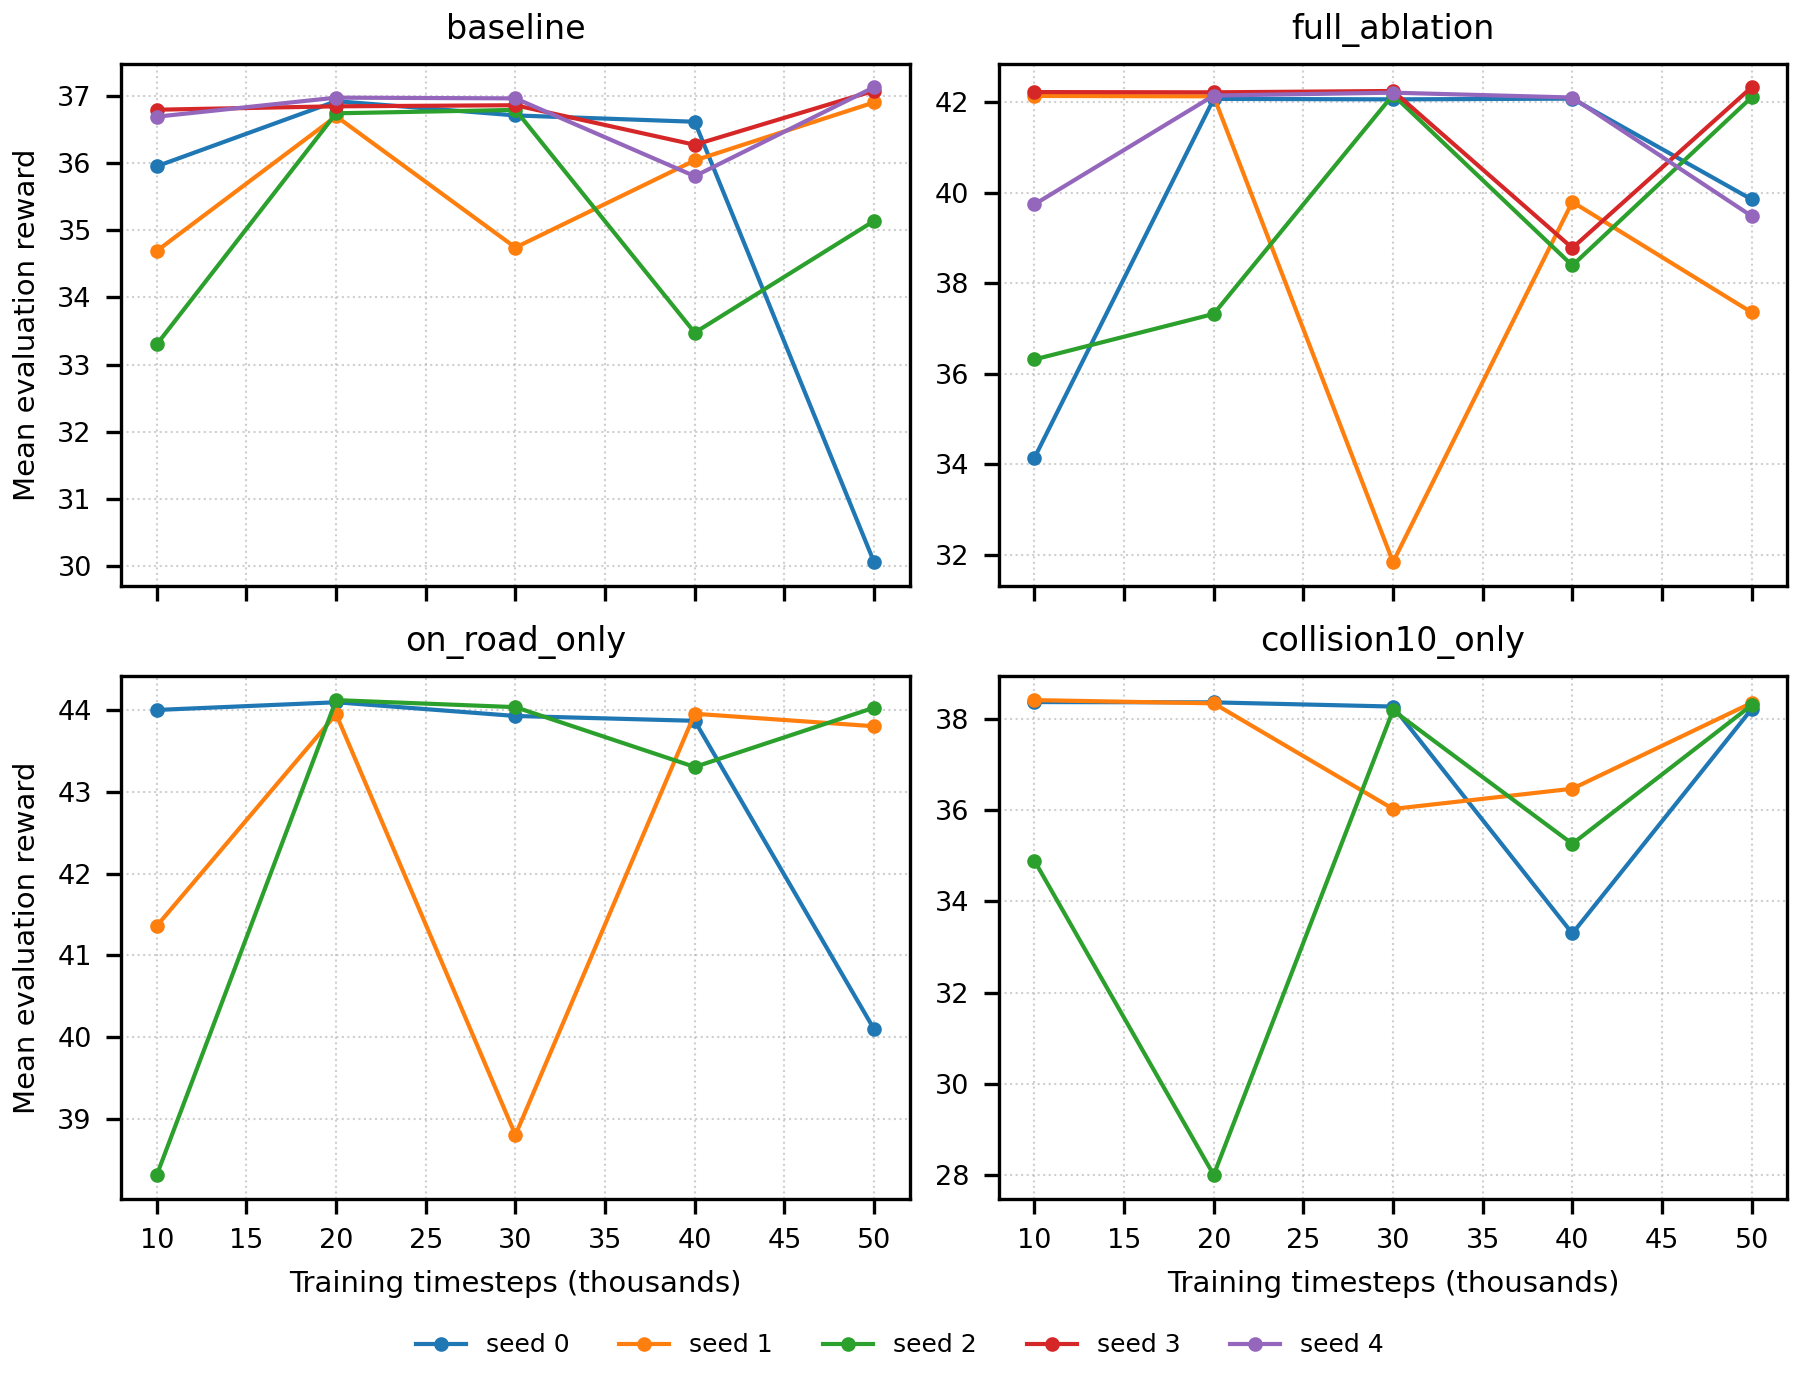 baseline
full_ablation
Mean evaluation reward
37
36
35
34
33
32
31
30
42
40
38
36
34
32
on_road_only
collision10_only
Mean evaluation reward
44
43
42
41
40
39
38
36
34
32
30
28
10 15 20 25 30 35 40 45 50
10 15 20 25 30 35 40 45 50
Training timesteps (thousands)
Training timesteps (thousands)
seed 0 seed 1 seed 2 seed 3 seed 4